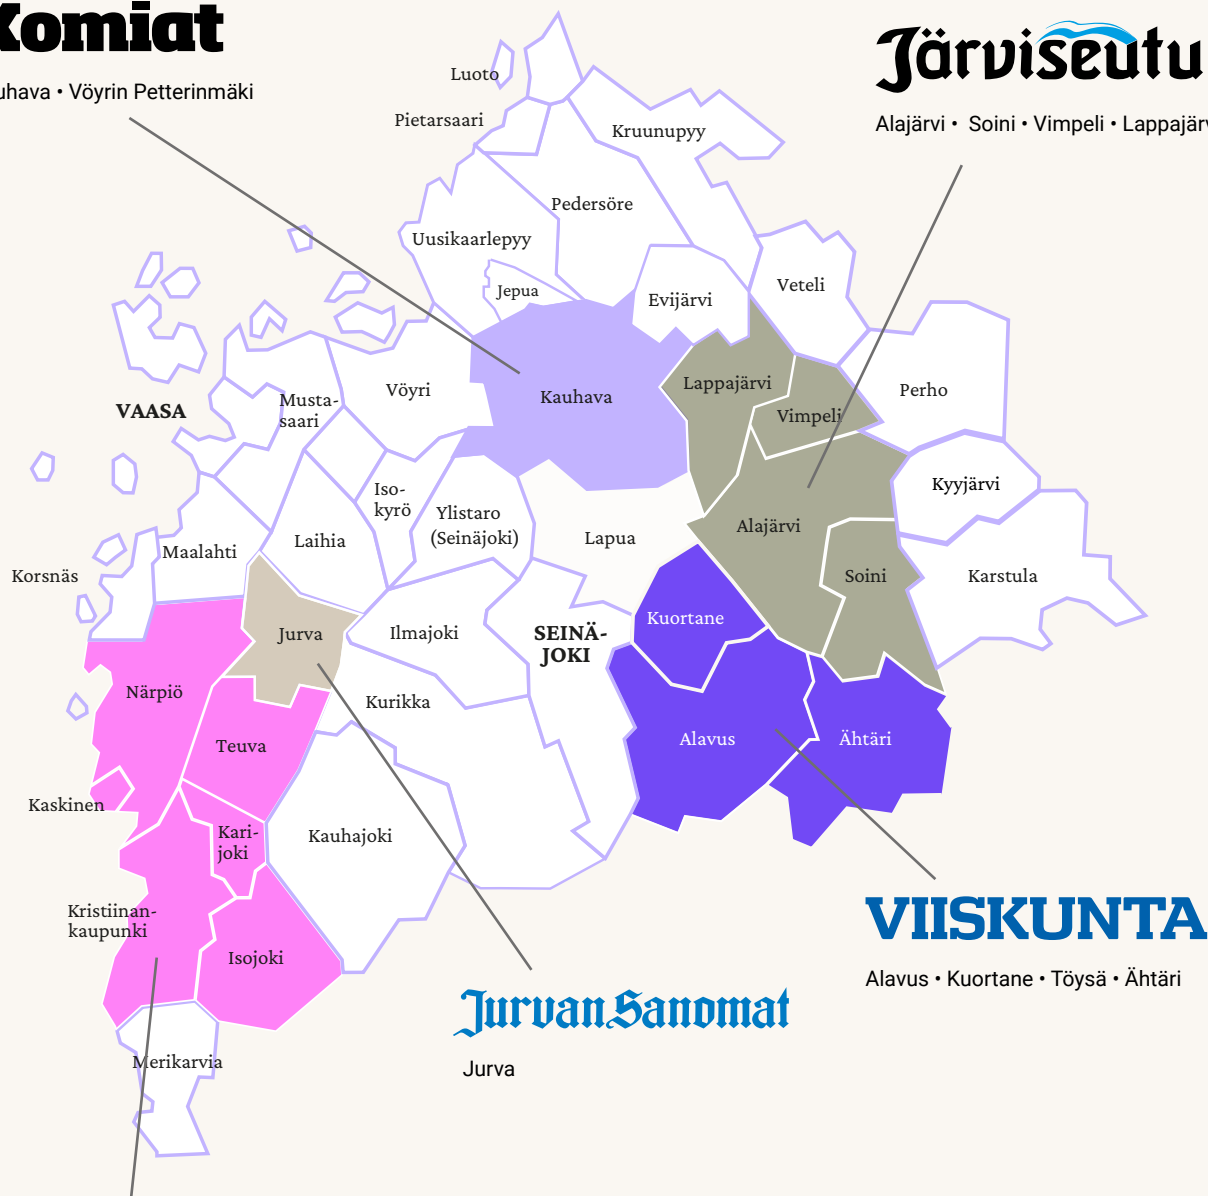 Komiat
uhava • Vöyrin Petterinmäki
Järviseutu
Alajärvi • Soini • Vimpeli • Lappajärv
Luoto
Pietarsaari
Kruunupyy
Pedersöre
Uusikaarlepyy
Jepua
Evijärvi
Veteli
Lappajärvi
Vimpeli
Perho
Kauhava
Vöyri
VAASA
Musta-
saari
Kyyjärvi
Iso-
kyrö
Ylistaro
(Seinäjoki)
Lapua
Alajärvi
Laihia
Maalahti
Korsnäs
Soini
Karstula
Kuortane
Jurva
Ilmajoki
SEINÄ-
JOKI
Närpiö
Kurikka
Teuva
Alavus
Ähtäri
Kaskinen
Kari-
joki
Kauhajoki
Kristiinan-
kaupunki
Isojoki
VIISKUNTA
Alavus • Kuortane • Töysä • Ähtäri
Jurvan Sanomat
Jurva
Merikarvia